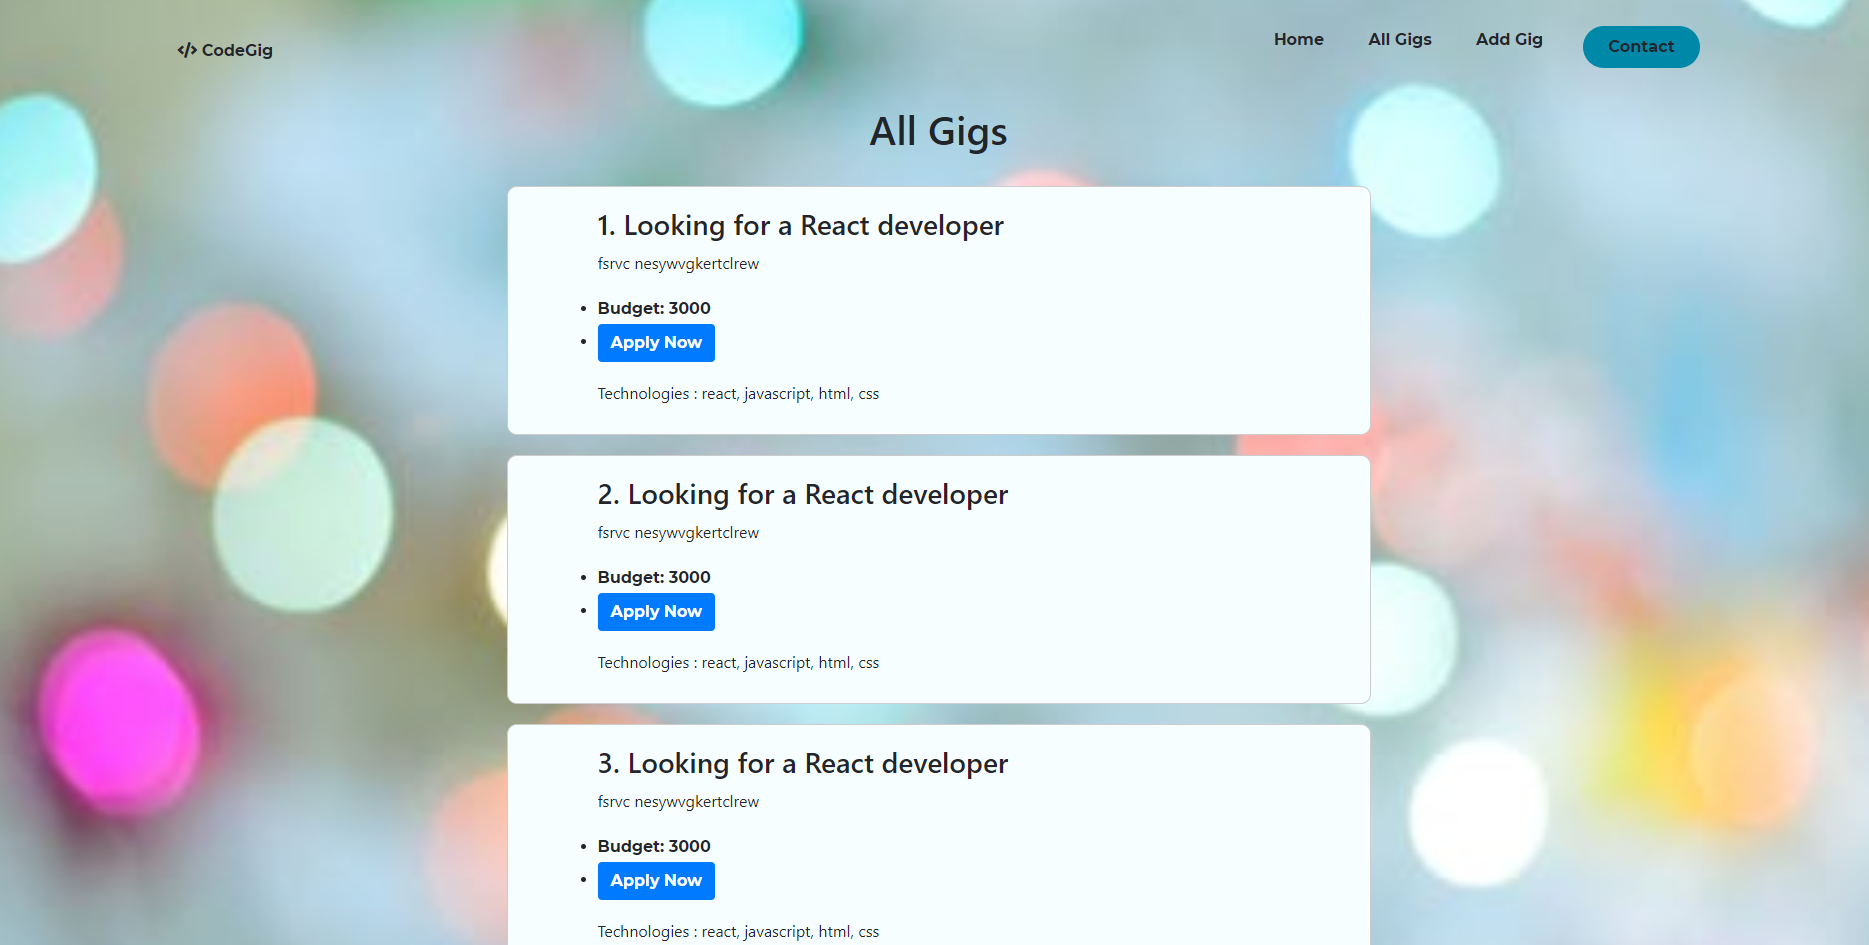 CodeGig
Home All Gigs Add Gig Contact
All Gigs
1. Looking for a React developer
fsrvc nesywvgkertclrew
• Budget: 3000
• Apply Now
Technologies : react, javascript, html, css
2. Looking for a React developer
fsrvc nesywvgkertclrew
• Budget: 3000
• Apply Now
Technologies : react, javascript, html, css
3. Looking for a React developer
fsrvc nesywvgkertclrew
• Budget: 3000
• Apply Now
Technologies : react, javascript, html, css